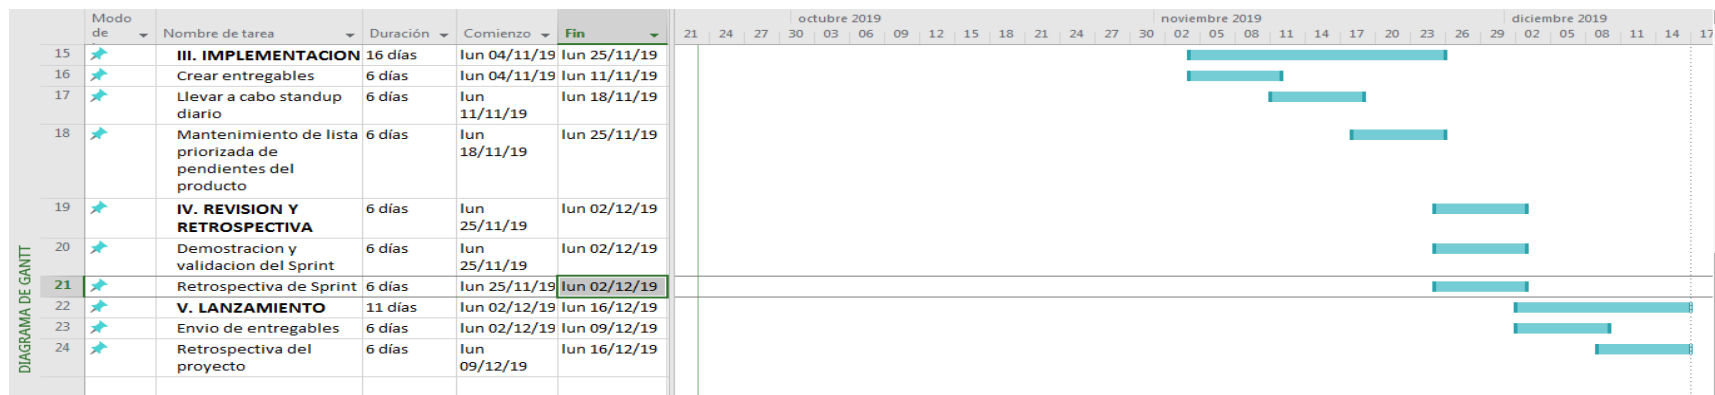 Modo de
Nombre de tarea Duración Comienzo Fin
octubre 2019 noviembre 2019 diciembre 2019
21 24 27 30 03 06 09 12 15 18 21 24 27 30 02 05 08 11 14 17 20 23 26 29 02 05 08 11 14 17
15 III. IMPLEMENTACION 16 días lun 04/11/19 lun 25/11/19
16 Crear entregables 6 días lun 04/11/19 lun 11/11/19
17 Llevar a cabo standup 6 días lun lun 18/11/19
diario 11/11/19
18 Mantenimiento de lista 6 días lun lun 25/11/19
priorizada de 18/11/19
pendientes del
producto
19 IV. REVISION Y 6 días lun lun 02/12/19
RETROSPECTIVA 25/11/19
20 Demostracion y 6 días lun lun 02/12/19
validacion del Sprint 25/11/19
21 Retrospectiva de Sprint 6 días lun 25/11/19 lun 02/12/19
22 V. LANZAMIENTO 11 días lun 02/12/19 lun 16/12/19
23 Envio de entregables 6 días lun 02/12/19 lun 09/12/19
24 Retrospectiva del 6 días lun lun 16/12/19
proyecto 09/12/19
DIAGRAMA DE GANTT